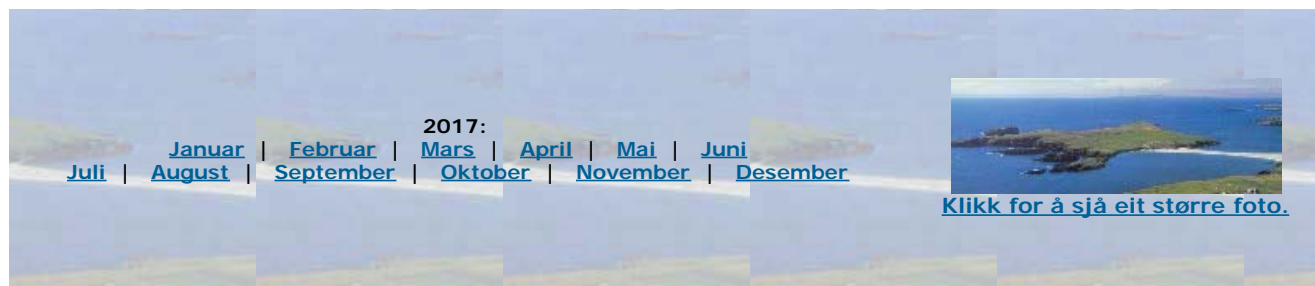 2017:
Januar | Februar | Mars | April | Mai | Juni
Juli | August | September | Oktober | November | Desember
Klikk for å sjå eit større foto.